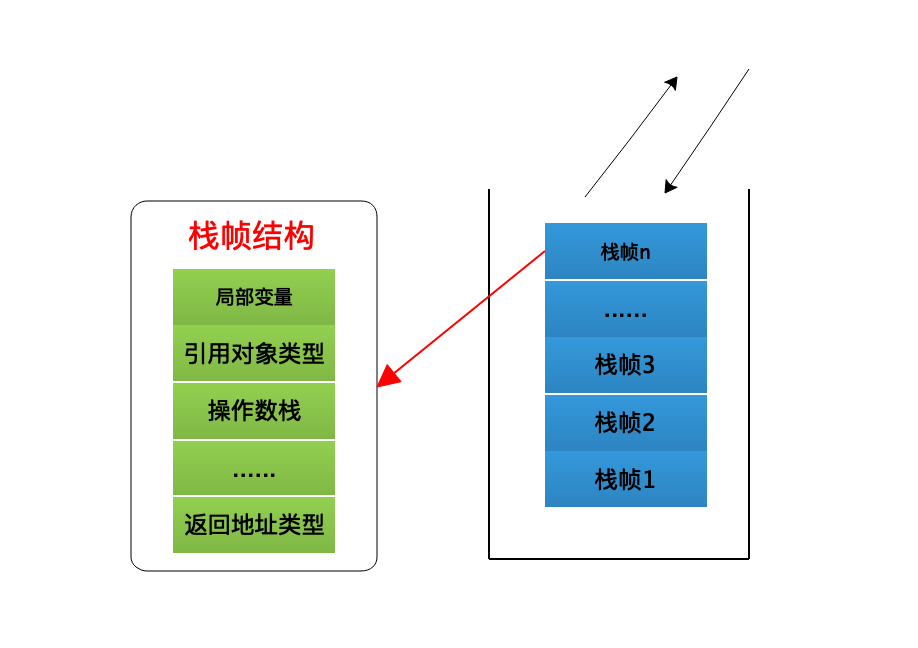 栈帧结构
局部变量
引用对象类型
操作数栈
......
返回地址类型
栈帧n
......
栈帧3
栈帧2
栈帧1